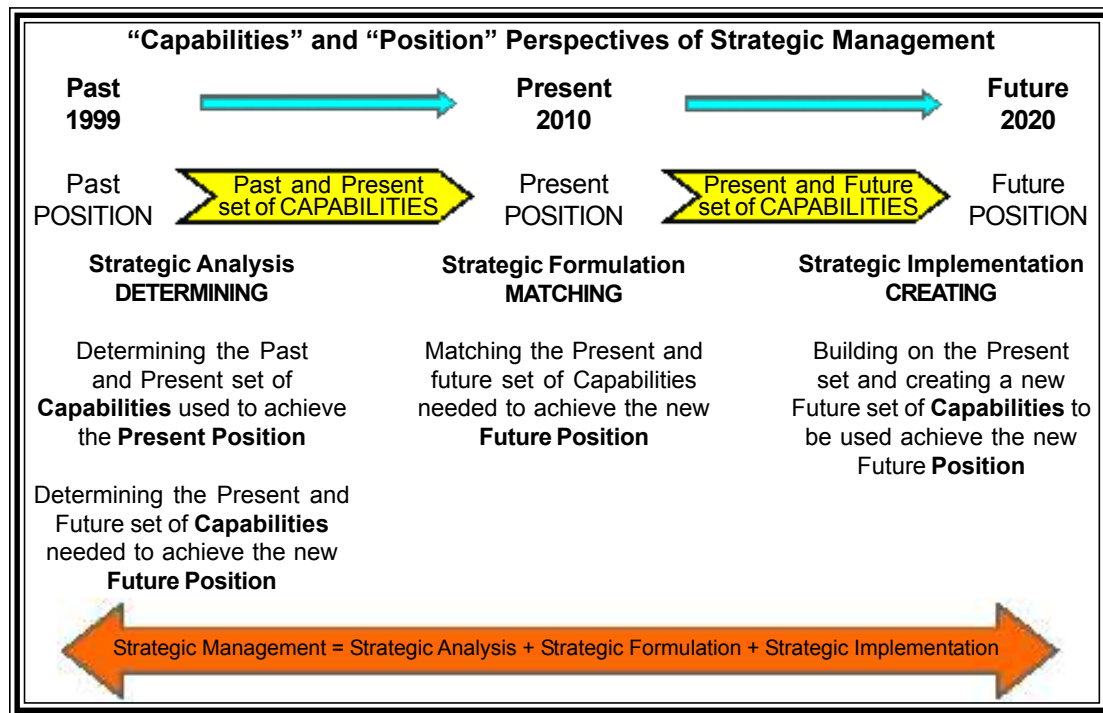 “Capabilities” and “Position” Perspectives of Strategic Management
Past
1999
Present
2010
Future
2020
Past
POSITION
Past and Present
set of CAPABILITIES
Present
POSITION
Present and Future
set of CAPABILITIES
Future
POSITION
Strategic Analysis
DETERMINING
Strategic Formulation
MATCHING
Strategic Implementation
CREATING
Determining the Past
and Present set of
Capabilities used to achieve
the Present Position
Determining the Present and
Future set of Capabilities
needed to achieve the new
Future Position
Matching the Present and
future set of Capabilities
needed to achieve the new
Future Position
Building on the Present
set and creating a new
Future set of Capabilities to
be used achieve the new
Future Position
Strategic Management = Strategic Analysis + Strategic Formulation + Strategic Implementation